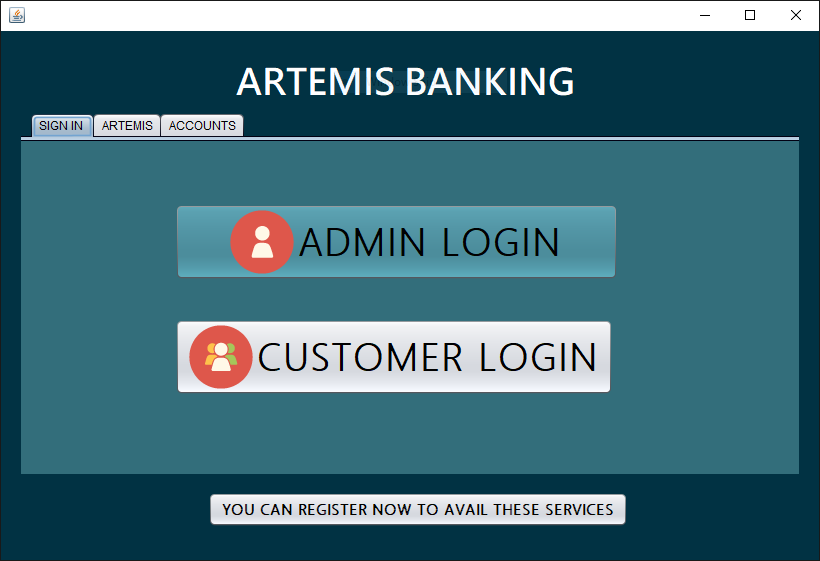 ARTEMIS BANKING
SIGN IN ARTEMIS ACCOUNTS
ADMIN LOGIN
CUSTOMER LOGIN
YOU CAN REGISTER NOW TO AVAIL THESE SERVICES